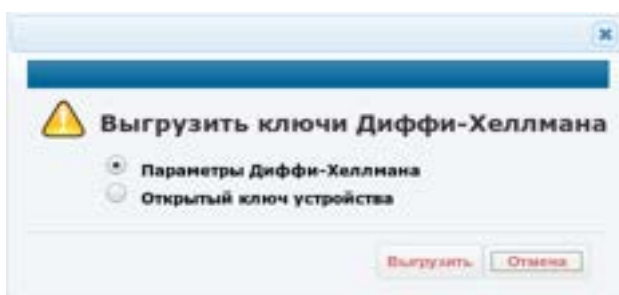 Выгрузить ключи Диффи-Хеллмана
Параметры Диффи-Хеллмана
Открытый ключ устройства
Выгрузить Отмена